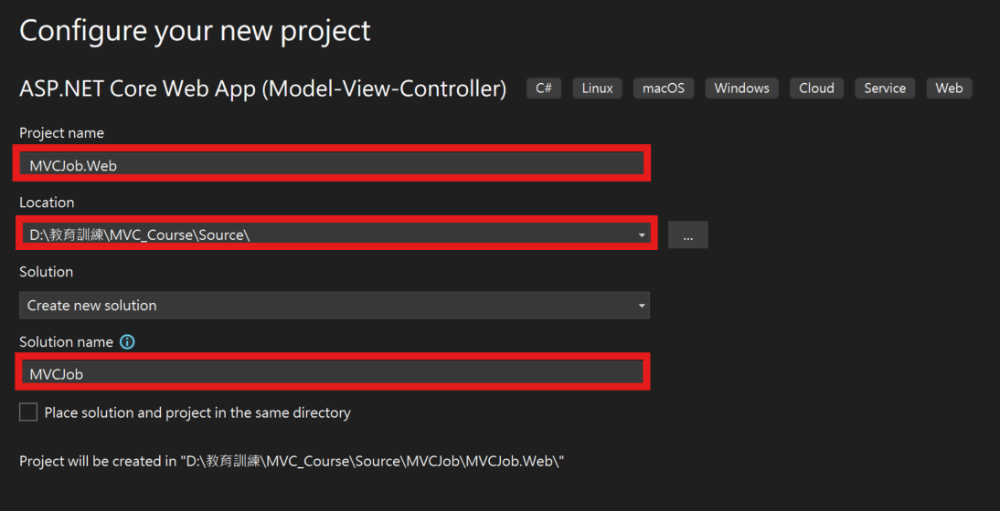 Configure your new project
ASP.NET Core Web App (Model-View-Controller) C# Linux macOS Windows Cloud Service Web
Project name
MVCJob.Web
Location
D:\教育訓練\MVC_Course\Source\
...
Solution
Create new solution
Solution name
MVCJob
Place solution and project in the same directory
Project will be created in "D:\教育訓練\MVC_Course\Source\MVCJob\MVCJob.Web\"